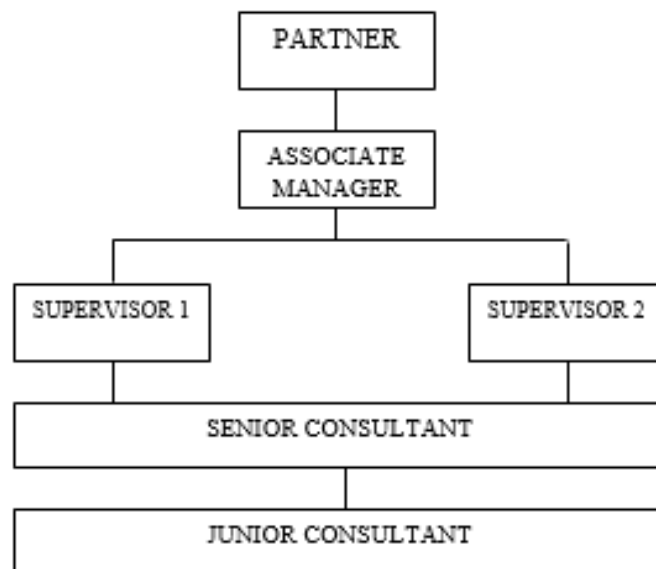 PARTNER
ASSOCIATE
MANAGER
SUPERVISOR 1
SUPERVISOR 2
SENIOR CONSULTANT
JUNIOR CONSULTANT